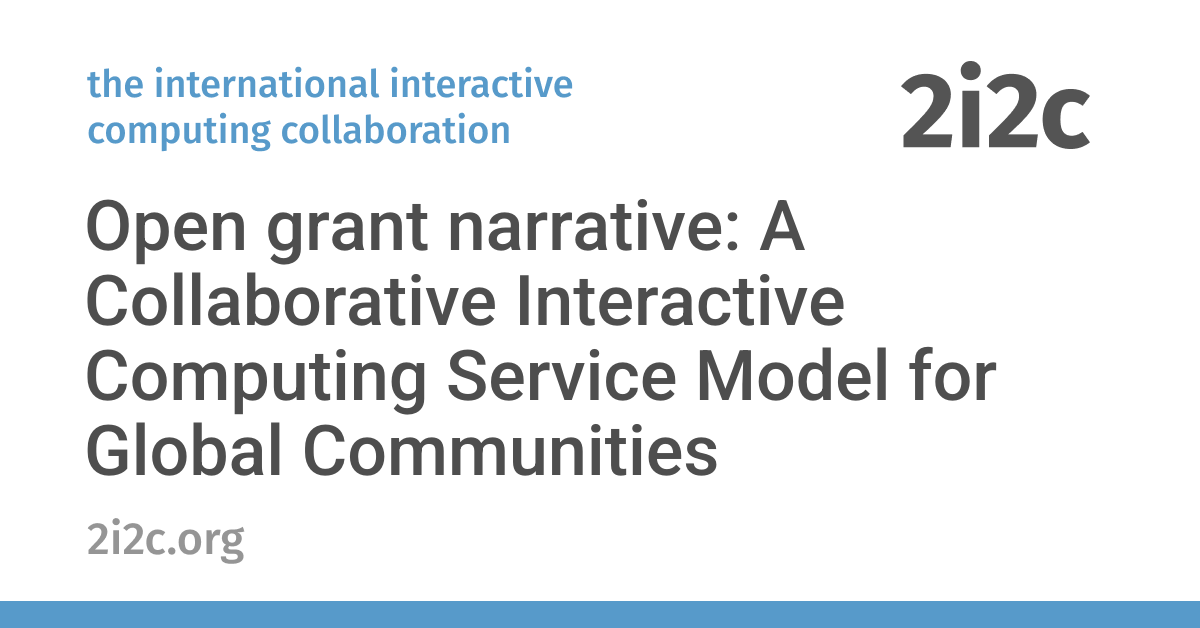 the international interactive
computing collaboration
2i2c
Open grant narrative: A
Collaborative Interactive
Computing Service Model for
Global Communities
2i2c.org